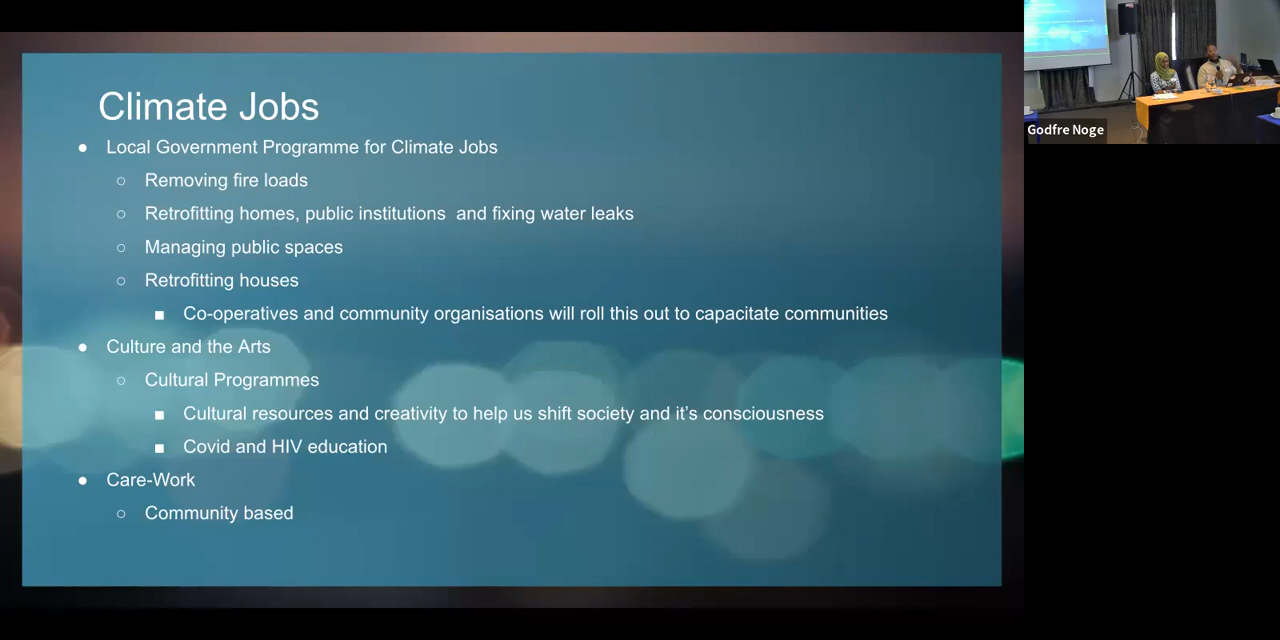 Climate Jobs
● Local Government Programme for Climate Jobs
○ Removing fire loads
○ Retrofitting homes, public institutions  and fixing water leaks
○ Managing public spaces
○ Retrofitting houses
■ Co-operatives and community organisations will roll this out to capacitate communities
● Culture and the Arts
○ Cultural Programmes
■ Cultural resources and creativity to help us shift society and it's consciousness
■ Covid and HIV education
● Care-Work
○ Community based
Godfre Noge